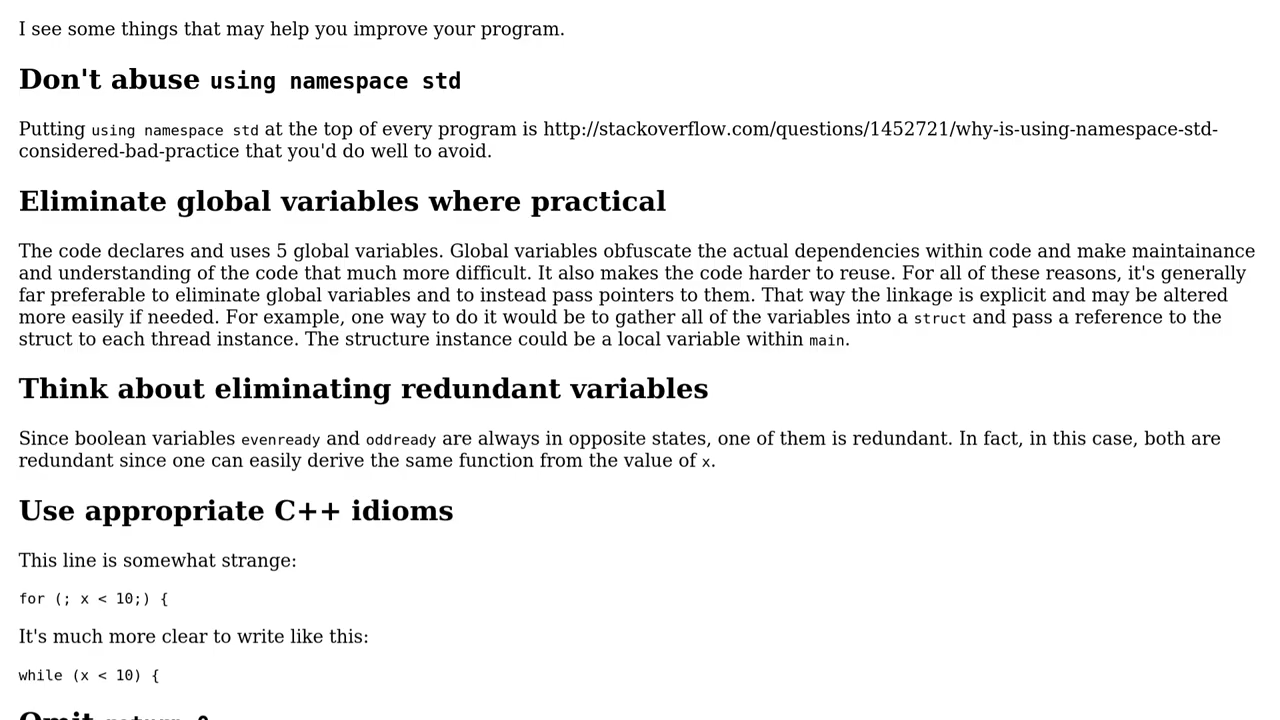 I see some things that may help you improve your program.
Don't abuse using namespace std
Putting using namespace std at the top of every program is http://stackoverflow.com/questions/1452721/why-is-using-namespace-std-
considered-bad-practice that you'd do well to avoid.
Eliminate global variables where practical
The code declares and uses 5 global variables. Global variables obfuscate the actual dependencies within code and make maintainance
and understanding of the code that much more difficult. It also makes the code harder to reuse. For all of these reasons, it's generally
far preferable to eliminate global variables and to instead pass pointers to them. That way the linkage is explicit and may be altered
more easily if needed. For example, one way to do it would be to gather all of the variables into a struct and pass a reference to the
struct to each thread instance. The structure instance could be a local variable within main.
Think about eliminating redundant variables
Since boolean variables evenready and oddready are always in opposite states, one of them is redundant. In fact, in this case, both are
redundant since one can easily derive the same function from the value of x.
Use appropriate C++ idioms
This line is somewhat strange:
for (; x < 10;) {
It's much more clear to write like this:
while (x < 10) {
Omit return 0